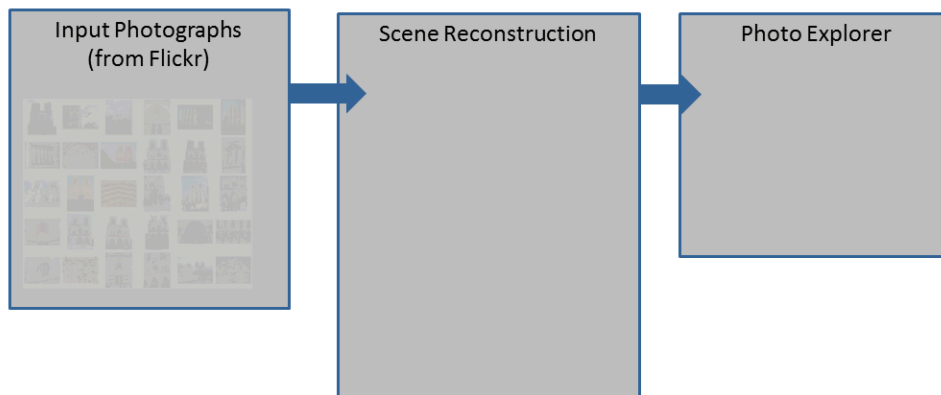 Input Photographs
(from Flickr)
Scene Reconstruction
Photo Explorer